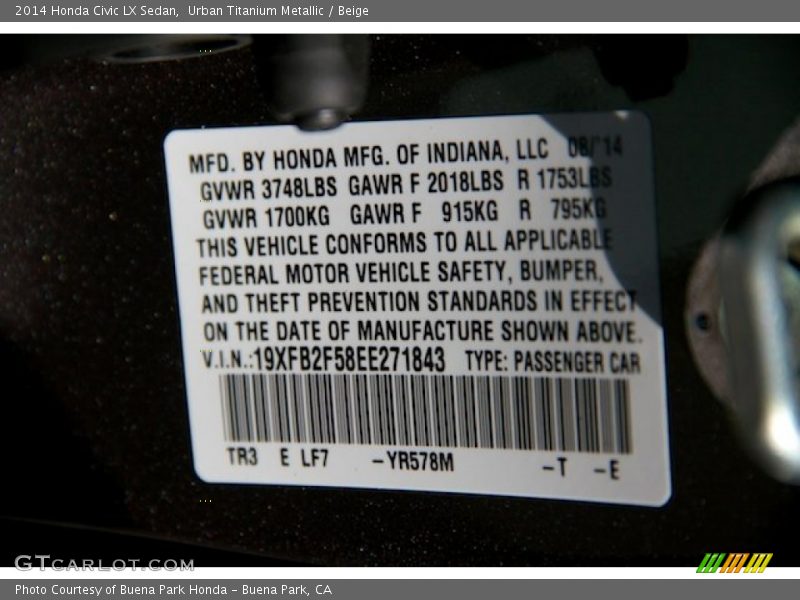 2014 Honda Civic LX Sedan,  Urban Titanium Metallic / Beige
MFD. BY HONDA MFG. OF INDIANA, LLC 08/'14
GVWR 3748LBS GAWR F 2018LBS R 1753LBS
GVWR 1700KG GAWR F 915KG R 795KG
THIS VEHICLE CONFORMS TO ALL APPLICABLE
FEDERAL MOTOR VEHICLE SAFETY, BUMPER,
AND THEFT PREVENTION STANDARDS IN EFFECT
ON THE DATE OF MANUFACTURE SHOWN ABOVE.
V.I.N.:19XFB2F58EE271843 TYPE: PASSENGER CAR
TR3 E LF7 -YR578M -T -E
GTCARLOT.COM
Photo Courtesy of Buena Park Honda - Buena Park, CA